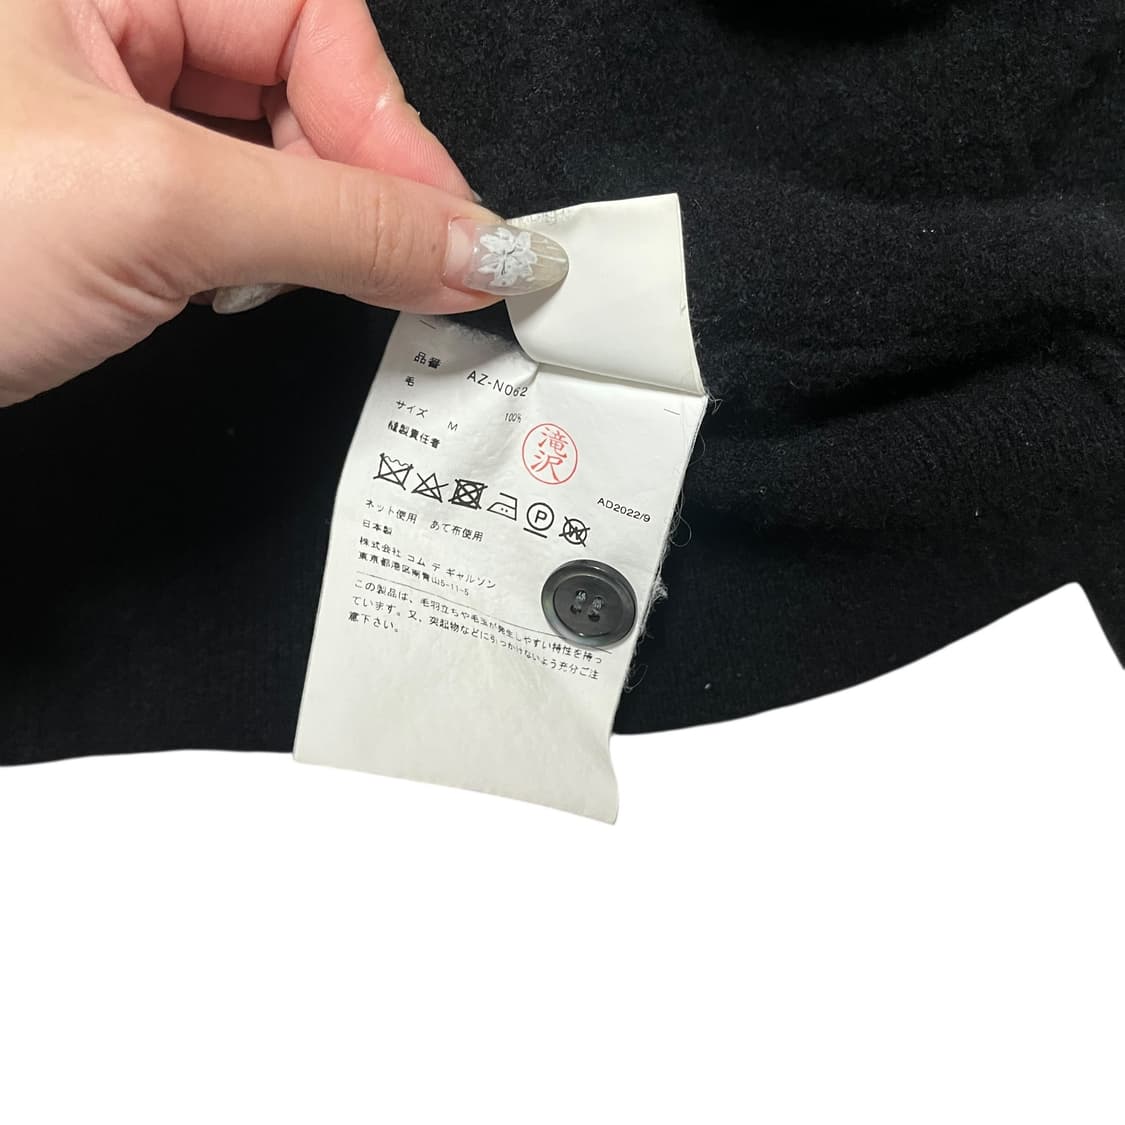 品番 AZ-N062
毛 100%
サイズ M
縫製責任者 滝沢
AD2022/9
P
W
ネット使用 あて布使用
日本製
株式会社 コム デ ギャルソン
東京都港区南青山5-11-5
この製品は、毛羽立ちや毛玉が発生しやすい特性を持っ
ています。又、突起物などに引っかけないよう充分ご注
意下さい。